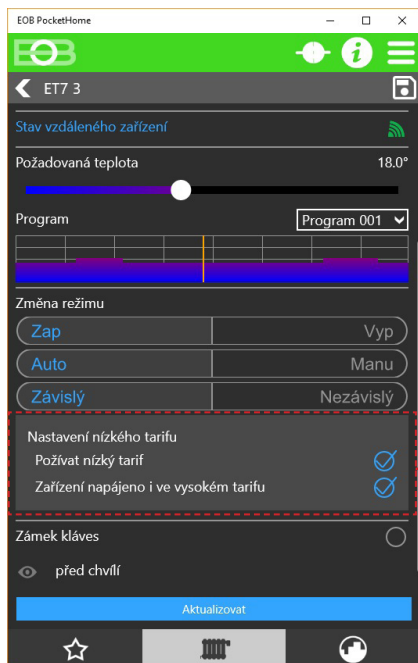 EOB PocketHome
EOB
ET7 3
Stav vzdáleného zařízení
Požadovaná teplota 18.0°
Program Program 001
Změna režimu
Zap Vyp
Auto Manu
Závislý Nezávislý
Nastavení nízkého tarifu
Požívat nízký tarif
Zařízení napájeno i ve vysokém tarifu
Zámek kláves
před chvílí
Aktualizovat